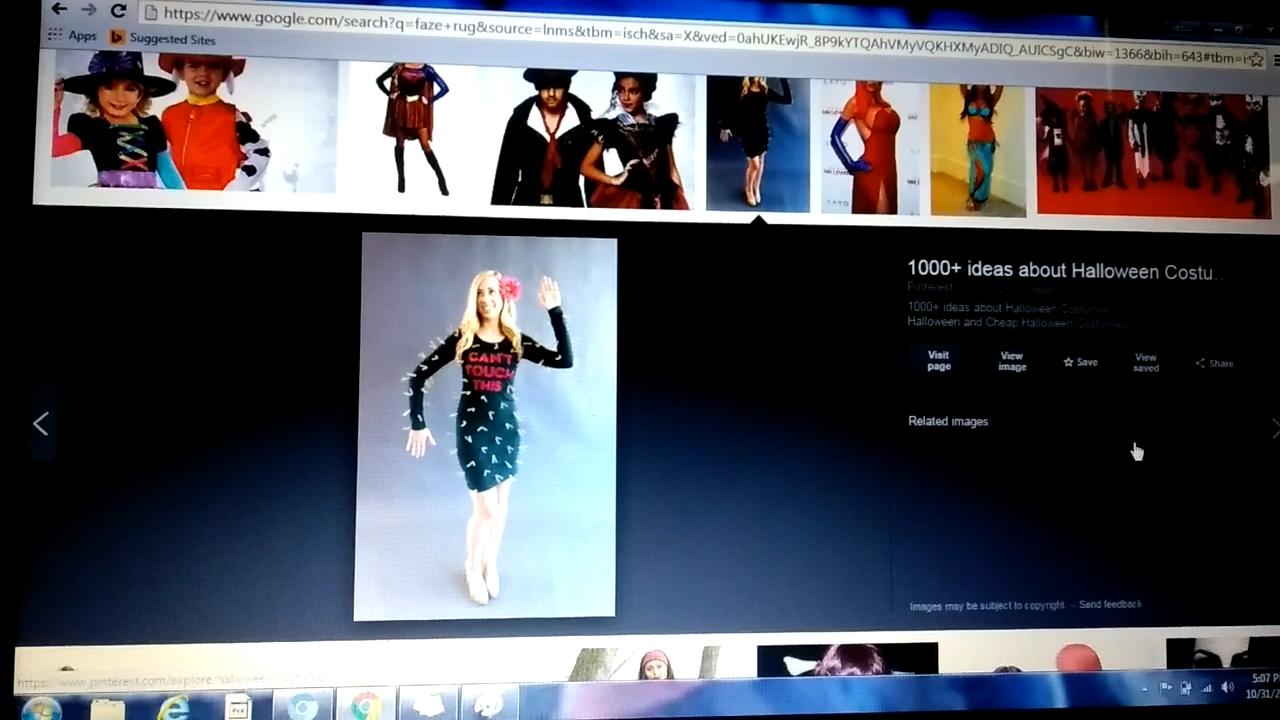 https://www.google.com/search?q=faze+rug&source=lnms&tbm=isch&sa=X&ved=0ahUKEwjR_8P9kYTQAhVMyVQKHXMyADIQ_AUICSgC&biw=1366&bih=643#tbm=i
Apps Suggested Sites
1000+ ideas about Halloween Costu...
Pinterest
1000+ ideas about Halloween Costumes
Halloween and Cheap Halloween Costumes
Visit page
View image
Save
View saved
Share
CAN'T
TOUCH
THIS
Related images
Images may be subject to copyright. - Send feedback
https://www.pinterest.com/explore/halloween
5:07 P
10/31/2